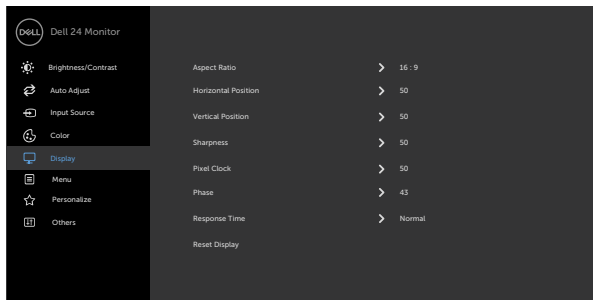 DELL Dell 24 Monitor
Brightness/Contrast
Auto Adjust
Input Source
Color
Display
Menu
Personalize
Others
Aspect Ratio 16 : 9
Horizontal Position 50
Vertical Position 50
Sharpness 50
Pixel Clock 50
Phase 43
Response Time Normal
Reset Display